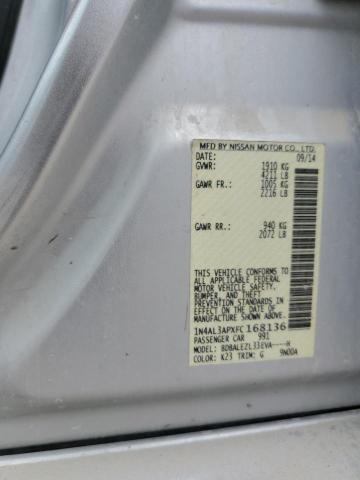 MFD BY NISSAN MOTOR CO., LTD.
DATE: 09/14
GVWR: 1910 KG
4211 LB
GAWR FR.: 1005 KG
2216 LB
GAWR RR.: 940 KG
2072 LB
THIS VEHICLE CONFORMS TO
ALL APPLICABLE FEDERAL
MOTOR VEHICLE SAFETY,
BUMPER, AND THEFT
PREVENTION STANDARDS IN
EFFECT ON THE DATE OF
MANUFACTURE SHOWN ABOVE.
1N4AL3APXFC168136
PASSENGER CAR 991
MODEL: BDBALEZL33EVA----H
COLOR: K23 TRIM: G 9N00A